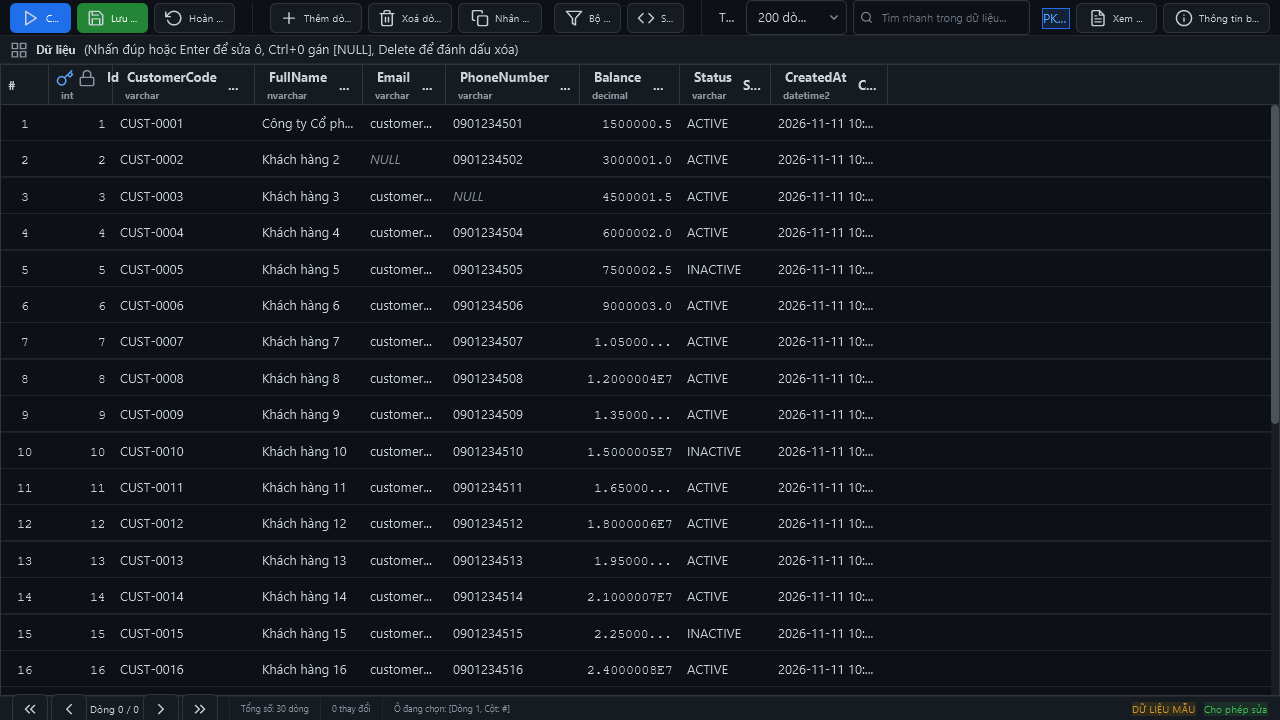 C... Lưu ... Hoàn ... Thêm dò... Xoá dò... Nhân ... Bộ ... S... T... 200 dò... Tìm nhanh trong dữ liệu... PK... Xem ... Thông tin b...
Dữ liệu (Nhấn đúp hoặc Enter để sửa ô, Ctrl+0 gán [NULL], Delete để đánh dấu xóa)
# Id CustomerCode ... FullName ... Email ... PhoneNumber ... Balance ... Status S... CreatedAt C...
int varchar nvarchar varchar varchar decimal varchar datetime2
1 1 CUST-0001 Công ty Cổ ph... customer... 0901234501 1500000.5 ACTIVE 2026-11-11 10:...
2 2 CUST-0002 Khách hàng 2 NULL 0901234502 3000001.0 ACTIVE 2026-11-11 10:...
3 3 CUST-0003 Khách hàng 3 customer... NULL 4500001.5 ACTIVE 2026-11-11 10:...
4 4 CUST-0004 Khách hàng 4 customer... 0901234504 6000002.0 ACTIVE 2026-11-11 10:...
5 5 CUST-0005 Khách hàng 5 customer... 0901234505 7500002.5 INACTIVE 2026-11-11 10:...
6 6 CUST-0006 Khách hàng 6 customer... 0901234506 9000003.0 ACTIVE 2026-11-11 10:...
7 7 CUST-0007 Khách hàng 7 customer... 0901234507 1.05000... ACTIVE 2026-11-11 10:...
8 8 CUST-0008 Khách hàng 8 customer... 0901234508 1.2000004E7 ACTIVE 2026-11-11 10:...
9 9 CUST-0009 Khách hàng 9 customer... 0901234509 1.35000... ACTIVE 2026-11-11 10:...
10 10 CUST-0010 Khách hàng 10 customer... 0901234510 1.5000005E7 INACTIVE 2026-11-11 10:...
11 11 CUST-0011 Khách hàng 11 customer... 0901234511 1.65000... ACTIVE 2026-11-11 10:...
12 12 CUST-0012 Khách hàng 12 customer... 0901234512 1.8000006E7 ACTIVE 2026-11-11 10:...
13 13 CUST-0013 Khách hàng 13 customer... 0901234513 1.95000... ACTIVE 2026-11-11 10:...
14 14 CUST-0014 Khách hàng 14 customer... 0901234514 2.1000007E7 ACTIVE 2026-11-11 10:...
15 15 CUST-0015 Khách hàng 15 customer... 0901234515 2.25000... INACTIVE 2026-11-11 10:...
16 16 CUST-0016 Khách hàng 16 customer... 0901234516 2.4000008E7 ACTIVE 2026-11-11 10:...
Dòng 0 / 0 Tổng số: 30 dòng 0 thay đổi Ô đang chọn: [Dòng 1, Cột: #] DỮ LIỆU MẪU Cho phép sửa